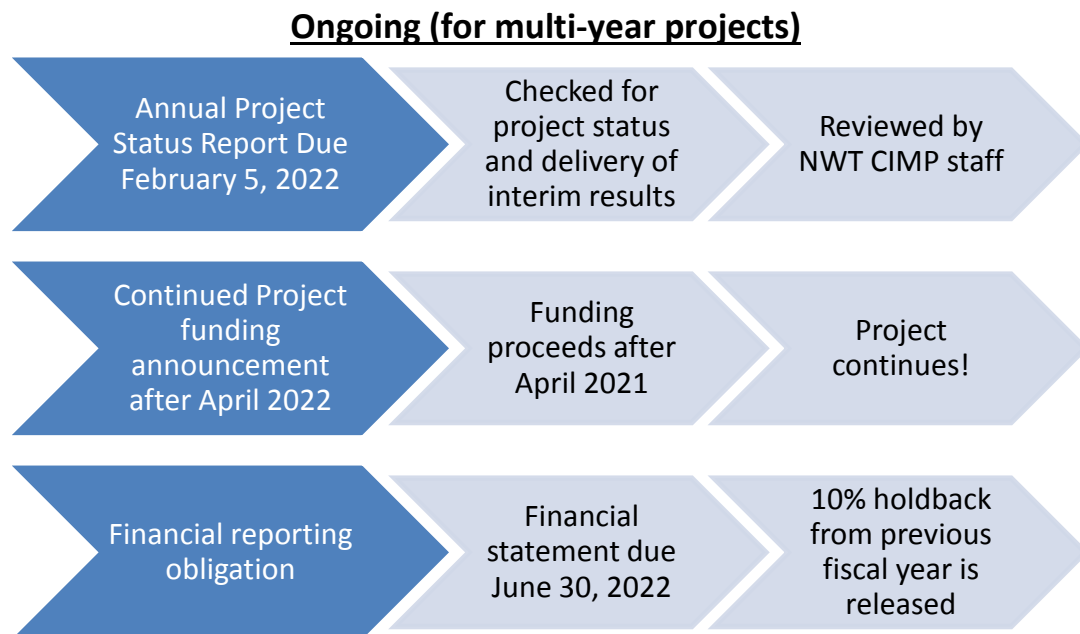 Ongoing (for multi-year projects)
Annual Project
Status Report Due
February 5, 2022
Checked for
project status
and delivery of
interim results
Reviewed by
NWT CIMP staff
Continued Project
funding
announcement
after April 2022
Funding
proceeds after
April 2021
Project
continues!
Financial reporting
obligation
Financial
statement due
June 30, 2022
10% holdback
from previous
fiscal year is
released